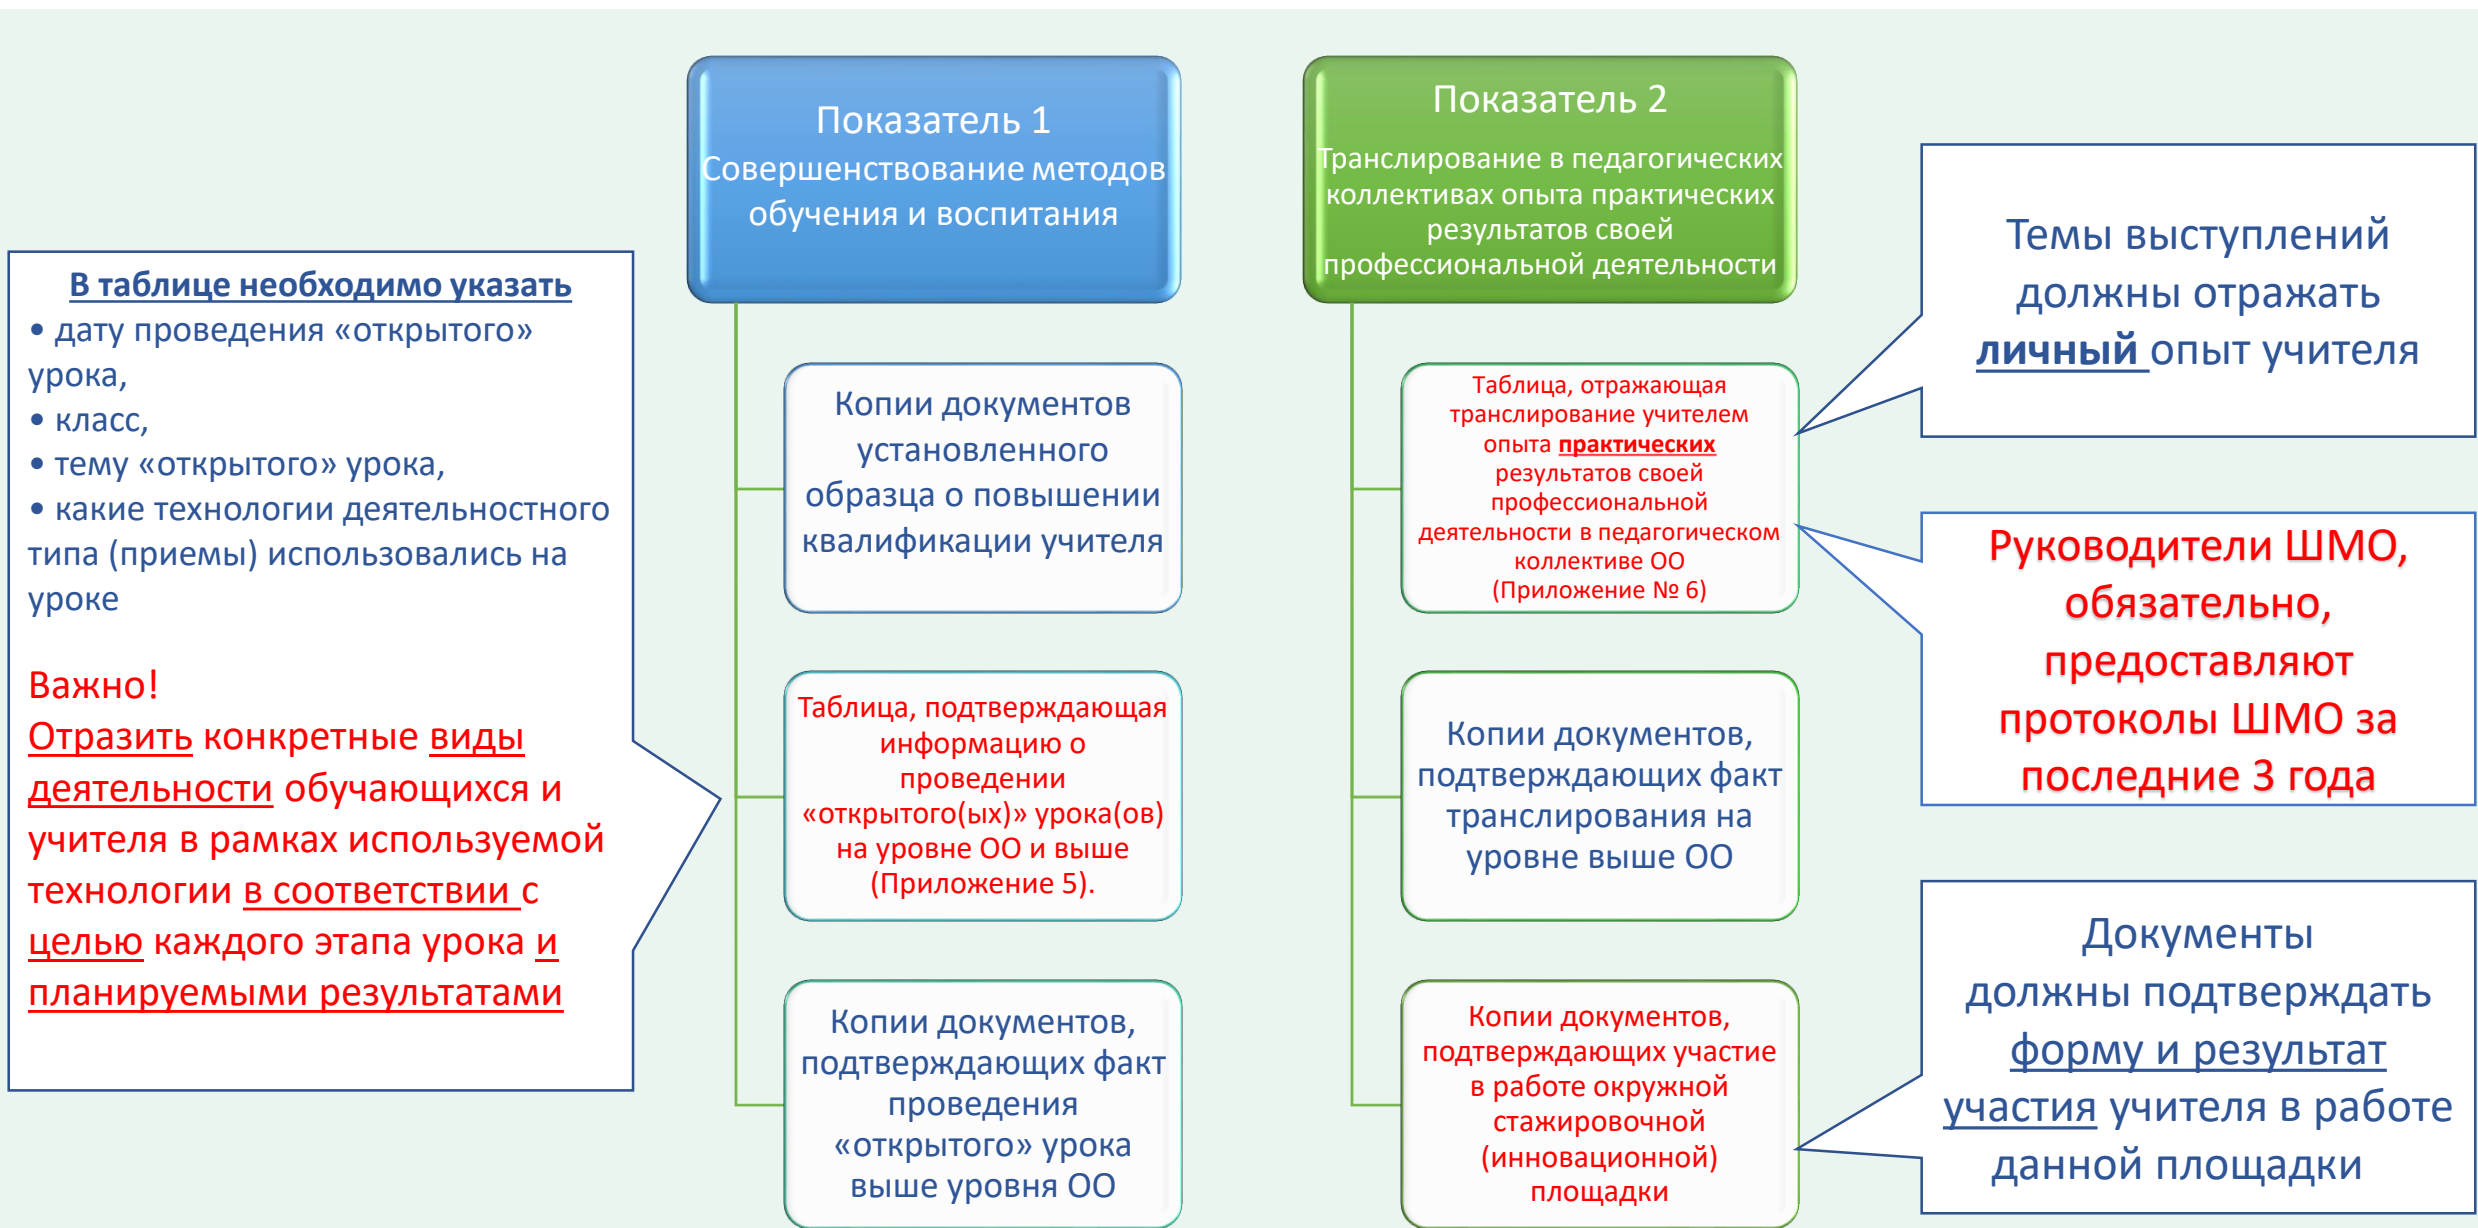 Показатель 1
Совершенствование методов
обучения и воспитания
Показатель 2
Транслирование в педагогических
коллективах опыта практических
результатов своей
профессиональной деятельности
В таблице необходимо указать
• дату проведения «открытого»
урока,
• класс,
• тему «открытого» урока,
• какие технологии деятельностного
типа (приемы) использовались на
уроке
Важно!
Отразить конкретные виды
деятельности обучающихся и
учителя в рамках используемой
технологии в соответствии с
целью каждого этапа урока и
планируемыми результатами
Копии документов
установленного
образца о повышении
квалификации учителя
Таблица, подтверждающая
информацию о
проведении
«открытого(ых)» урока(ов)
на уровне ОО и выше
(Приложение 5).
Копии документов,
подтверждающих факт
проведения
«открытого» урока
выше уровня ОО
Таблица, отражающая
транслирование учителем
опыта практических
результатов своей
профессиональной
деятельности в педагогическом
коллективе ОО
(Приложение № 6)
Копии документов,
подтверждающих факт
транслирования на
уровне выше ОО
Копии документов,
подтверждающих участие
в работе окружной
стажировочной
(инновационной)
площадки
Темы выступлений
должны отражать
личный опыт учителя
Руководители ШМО,
обязательно,
предоставляют
протоколы ШМО за
последние 3 года
Документы
должны подтверждать
форму и результат
участия учителя в работе
данной площадки